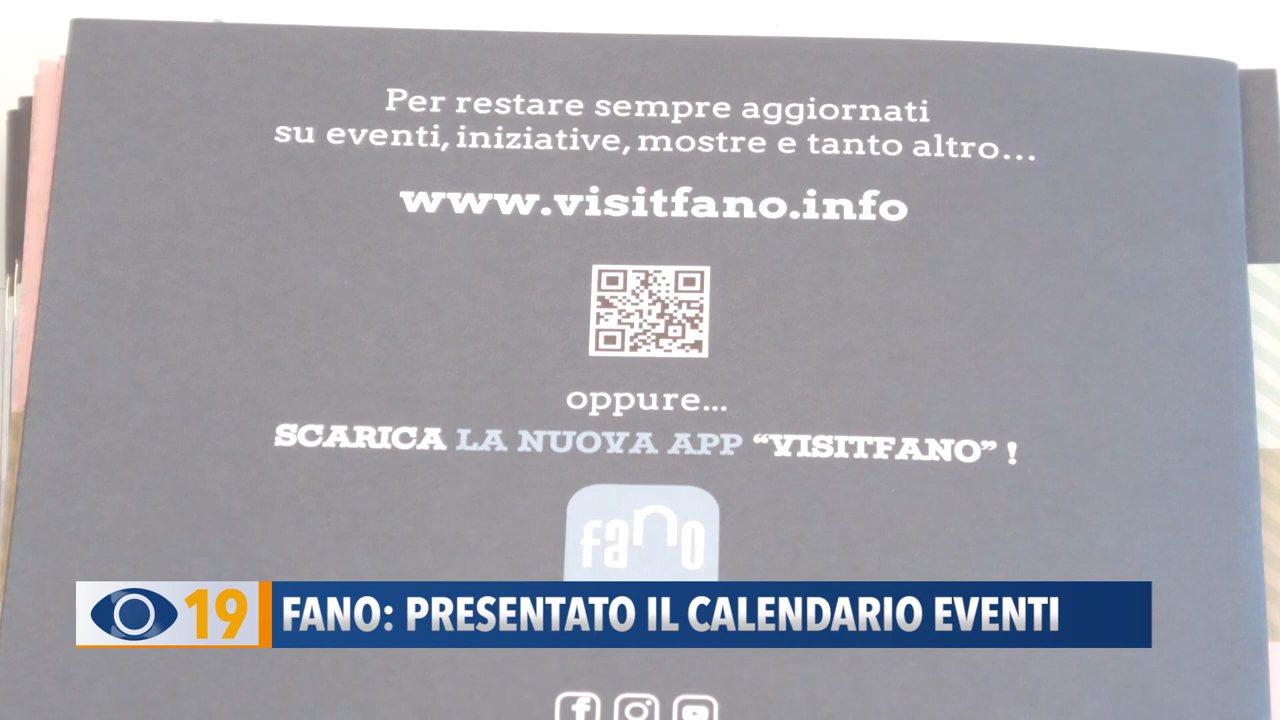 Per restare sempre aggiornati
su eventi, iniziative, mostre e tanto altro...
www.visitfano.info
oppure...
SCARICA LA NUOVA APP “VISITFANO” !
fano
19 FANO: PRESENTATO IL CALENDARIO EVENTI